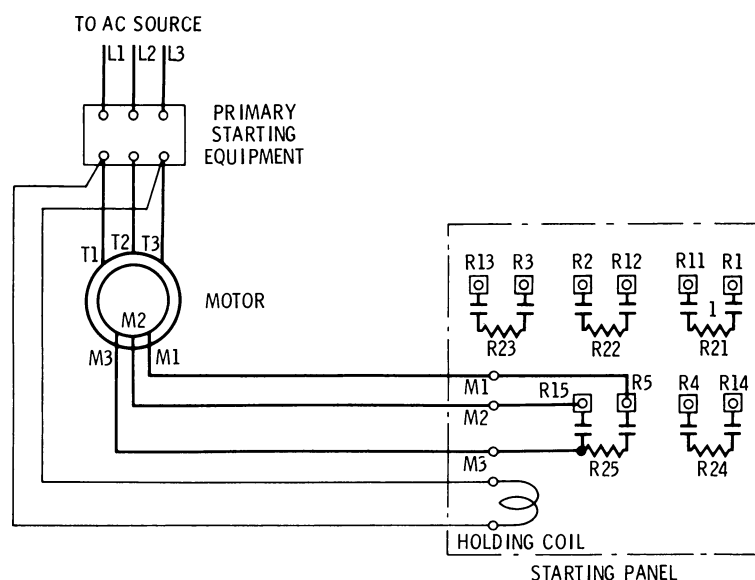 TO AC SOURCE
L1 L2 L3
PRIMARY
STARTING
EQUIPMENT
T1 T2 T3
MOTOR
M2
M3 M1
R13 R3 R2 R12 R11 R1
1
R23 R22 R21
M1 R15 R5 R4 R14
M2
M3 R25 R24
HOLDING COIL
STARTING PANEL